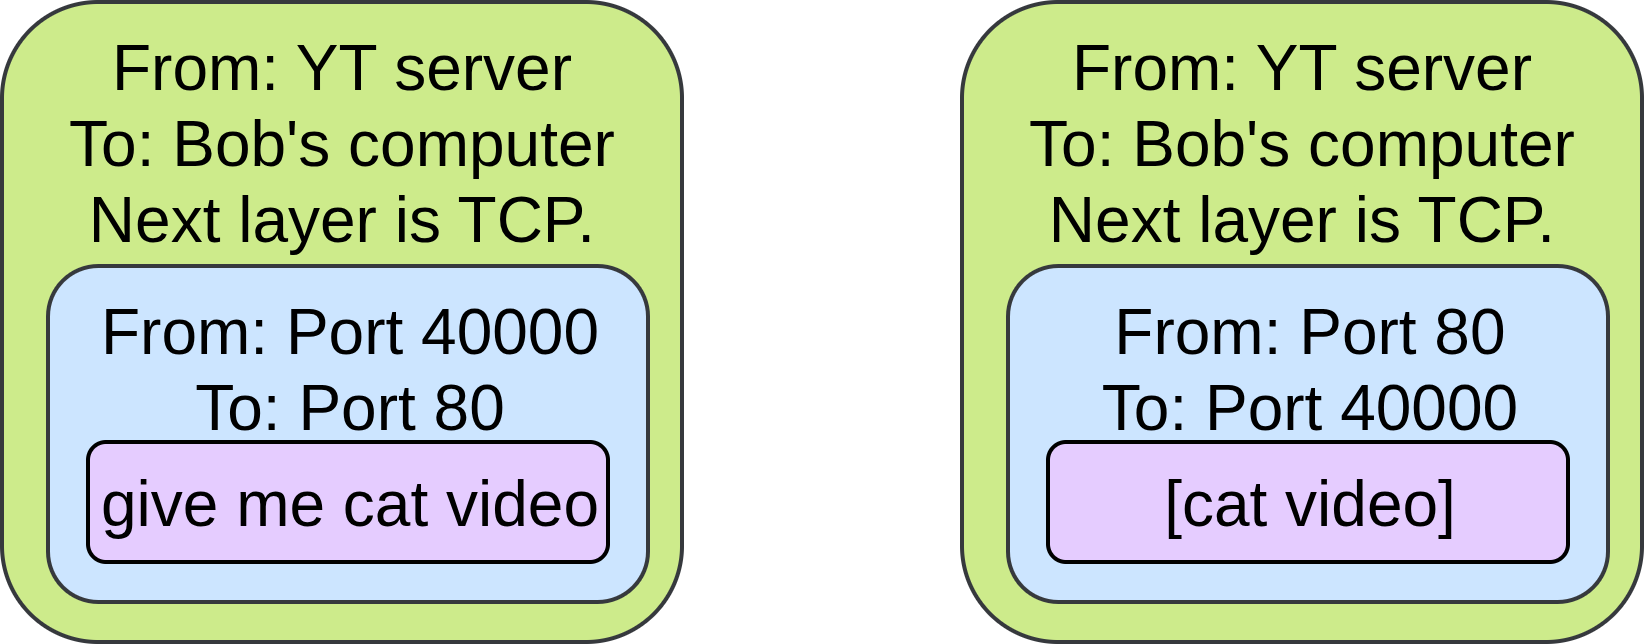 From: YT server
To: Bob's computer
Next layer is TCP.
From: Port 40000
To: Port 80
give me cat video
From: YT server
To: Bob's computer
Next layer is TCP.
From: Port 80
To: Port 40000
[cat video]